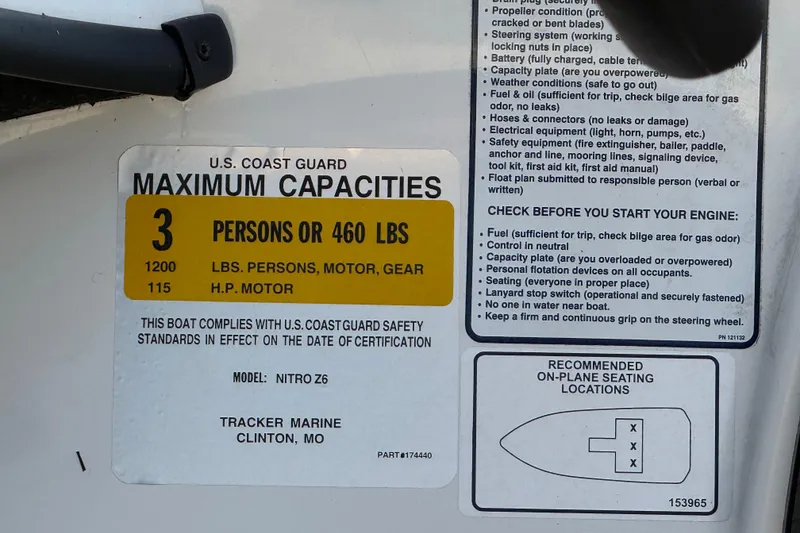 U.S. COAST GUARD
MAXIMUM CAPACITIES
3 PERSONS OR 460 LBS
1200 LBS. PERSONS, MOTOR, GEAR
115 H.P. MOTOR
THIS BOAT COMPLIES WITH U.S. COAST GUARD SAFETY
STANDARDS IN EFFECT ON THE DATE OF CERTIFICATION
MODEL: NITRO Z6
TRACKER MARINE
CLINTON, MO
PART#174440
• Drain plug (securely
• Propeller condition
cracked or bent blades)
• Steering system (working
locking nuts in place)
• Battery (fully charged, cable
• Capacity plate (are you overpowered)
• Weather conditions (safe to go out)
• Fuel & oil (sufficient for trip, check bilge area for gas
odor, no leaks)
• Hoses & connectors (no leaks or damage)
• Electrical equipment (light, horn, pumps, etc.)
• Safety equipment (fire extinguisher, bailer, paddle,
anchor and line, mooring lines, signaling device,
tool kit, first aid kit, first aid manual)
• Float plan submitted to responsible person (verbal or
written)
CHECK BEFORE YOU START YOUR ENGINE:
• Fuel (sufficient for trip, check bilge area for gas odor)
• Control in neutral
• Capacity plate (are you overloaded or overpowered)
• Personal flotation devices on all occupants.
• Seating (everyone in proper place)
• Lanyard stop switch (operational and securely fastened)
• No one in water near boat.
• Keep a firm and continuous grip on the steering wheel.
PN 121132
RECOMMENDED
ON-PLANE SEATING
LOCATIONS
X
X
X
153965